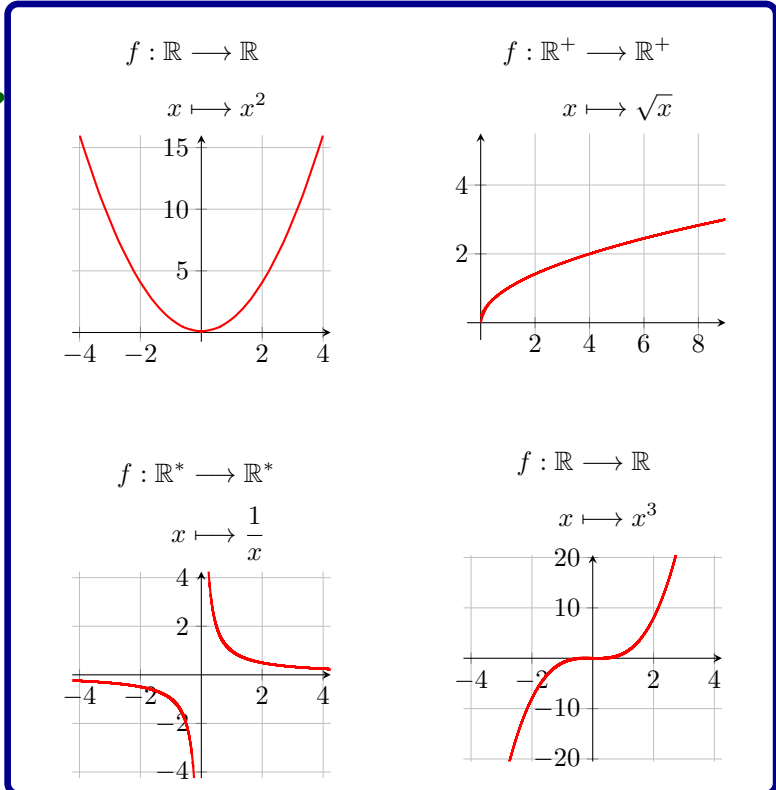 f : ℝ ⟶ ℝ
x ⟼ x²
15
10
5
−4 −2 2 4
f : ℝ⁺ ⟶ ℝ⁺
x ⟼ √x
4
2
2 4 6 8
f : ℝ* ⟶ ℝ*
x ⟼ 1/x
4
2
−4 −2 2 4
−2
−4
f : ℝ ⟶ ℝ
x ⟼ x³
20
10
−4 −2 2 4
−10
−20